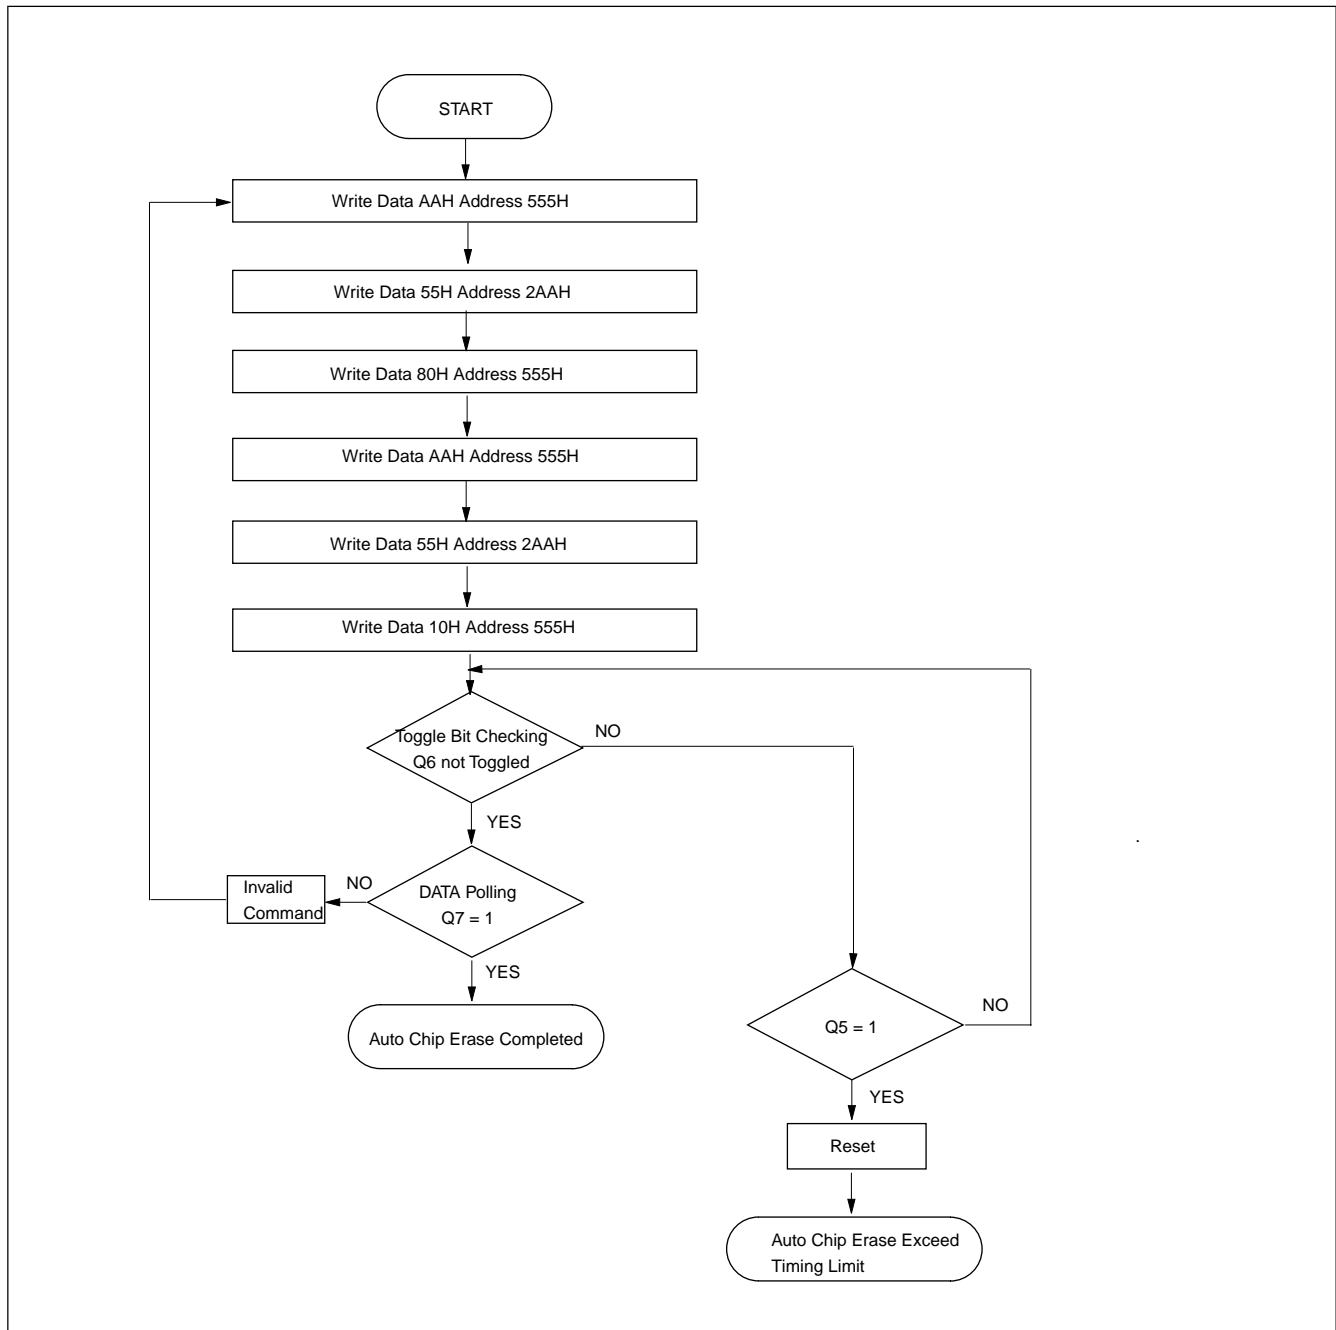 START
Write Data AAH Address 555H
Write Data 55H Address 2AAH
Write Data 80H Address 555H
Write Data AAH Address 555H
Write Data 55H Address 2AAH
Write Data 10H Address 555H
Toggle Bit Checking
Q6 not Toggled
NO
YES
DATA Polling
Q7 = 1
NO
Invalid
Command
YES
Auto Chip Erase Completed
Q5 = 1
NO
YES
Reset
Auto Chip Erase Exceed
Timing Limit